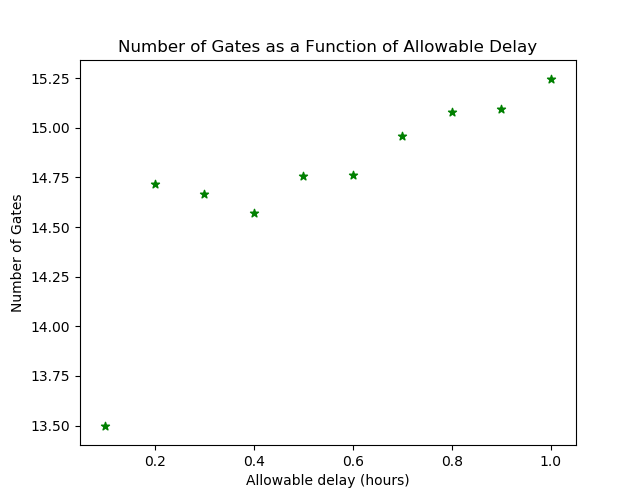 Number of Gates as a Function of Allowable Delay
15.25
15.00
14.75
14.50
14.25
14.00
13.75
13.50
Number of Gates
0.2 0.4 0.6 0.8 1.0
Allowable delay (hours)